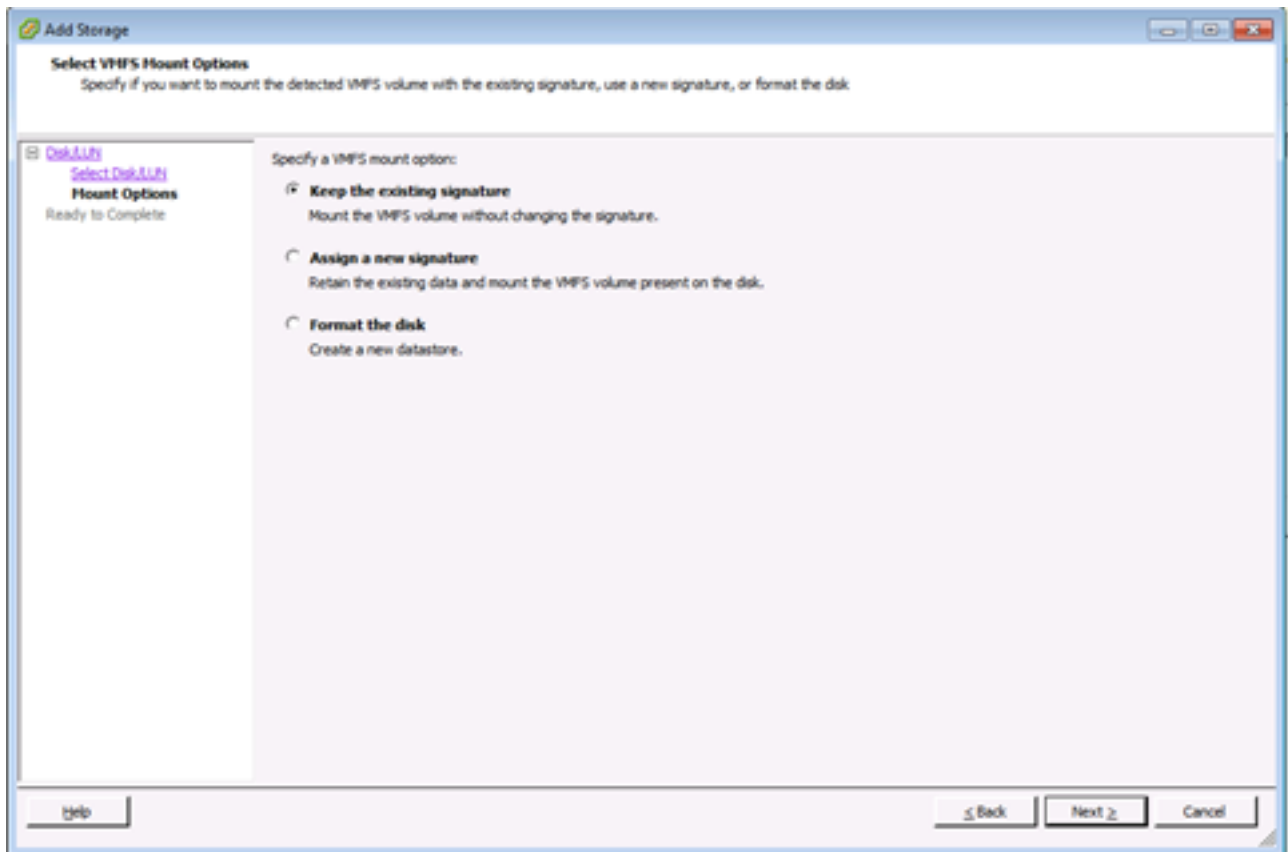 Add Storage
Select VMFS Mount Options
Specify if you want to mount the detected VMFS volume with the existing signature, use a new signature, or format the disk
Disk/LUN
Select Disk/LUN
Mount Options
Ready to Complete
Specify a VMFS mount option:
Keep the existing signature
Mount the VMFS volume without changing the signature.
Assign a new signature
Retain the existing data and mount the VMFS volume present on the disk.
Format the disk
Create a new datastore.
Help
≤ Back
Next ≥
Cancel